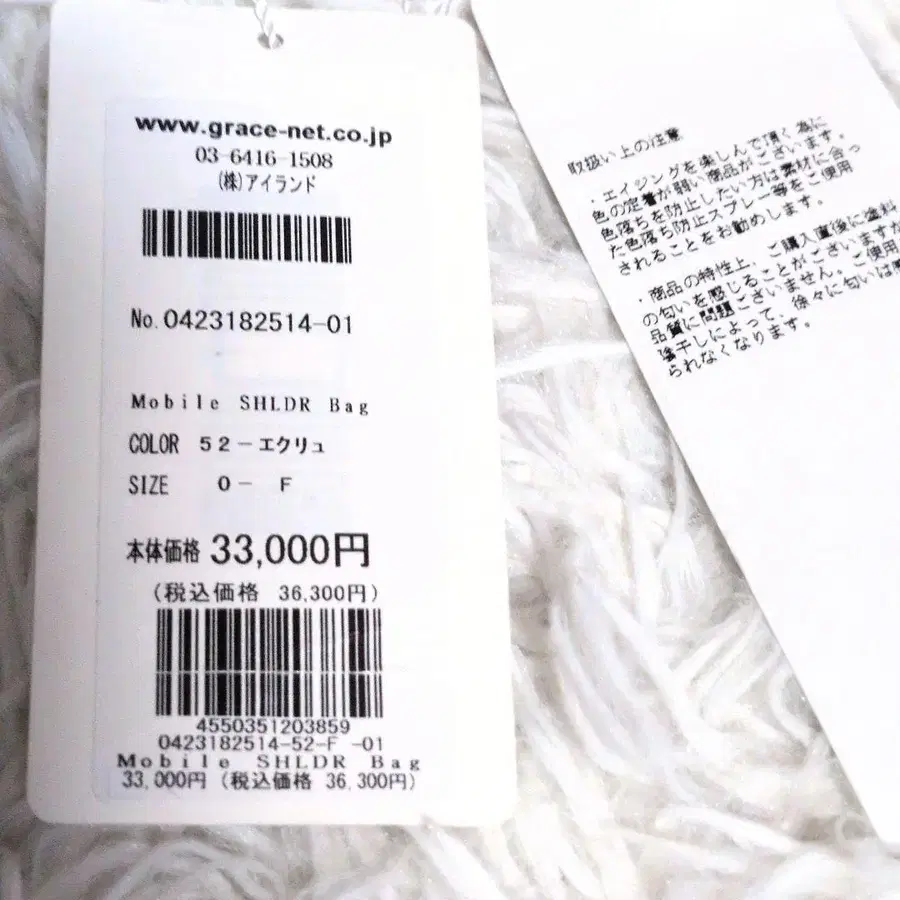 www.grace-net.co.jp
03-6416-1508
(株)アイランド
No.0423182514-01
Mobile SHLDR Bag
COLOR 52-エクリュ
SIZE 0- F
本体価格 33,000円
(税込価格 36,300円)
4550351203859
0423182514-52-F -01
Mobile SHLDR Bag
33,000円 (税込価格 36,300円)
取扱い上の注意
・エイジングを楽しんで頂く為に
色の定着が弱い商品がございます。
色落ちを防止したい方は素材に合っ
た色落ち防止スプレー等をご使用
されることをお勧めします。
・商品の特性上、ご購入直後に塗料
の匂いを感じることがございますが
品質に問題ございません。ご使用
陰干しによって、徐々に匂いは
られなくなります。